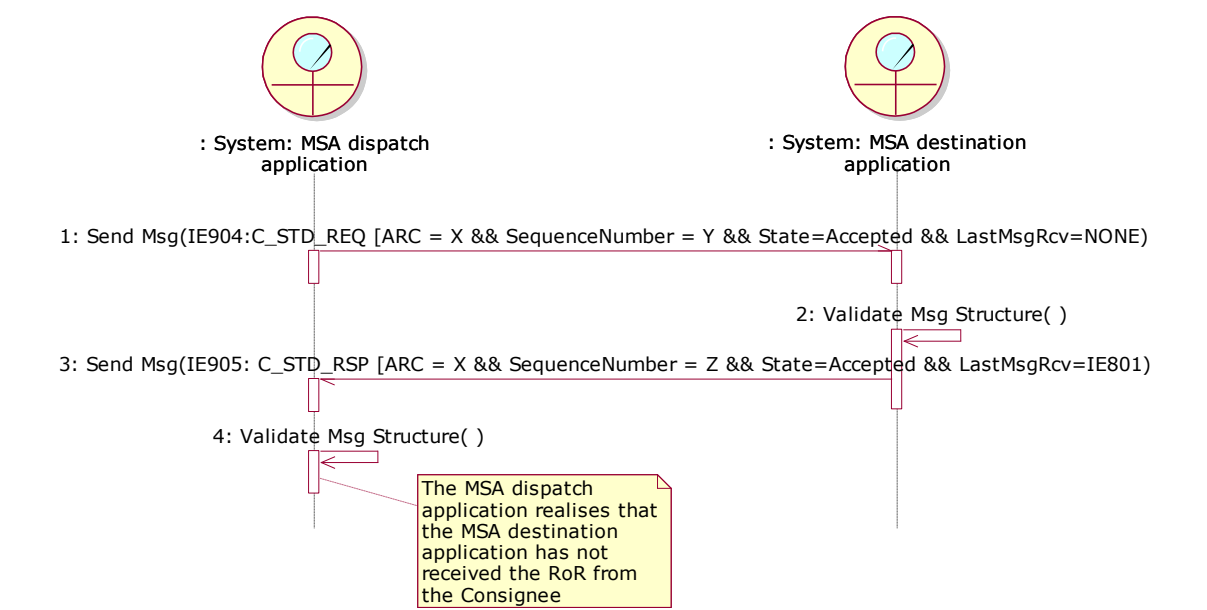 : System: MSA dispatch
application
: System: MSA destination
application
1: Send Msg(IE904:C_STD_REQ [ARC = X && SequenceNumber = Y && State=Accepted && LastMsgRcv=NONE)
2: Validate Msg Structure( )
3: Send Msg(IE905: C_STD_RSP [ARC = X && SequenceNumber = Z && State=Accepted && LastMsgRcv=IE801)
4: Validate Msg Structure( )
The MSA dispatch
application realises that
the MSA destination
application has not
received the RoR from
the Consignee